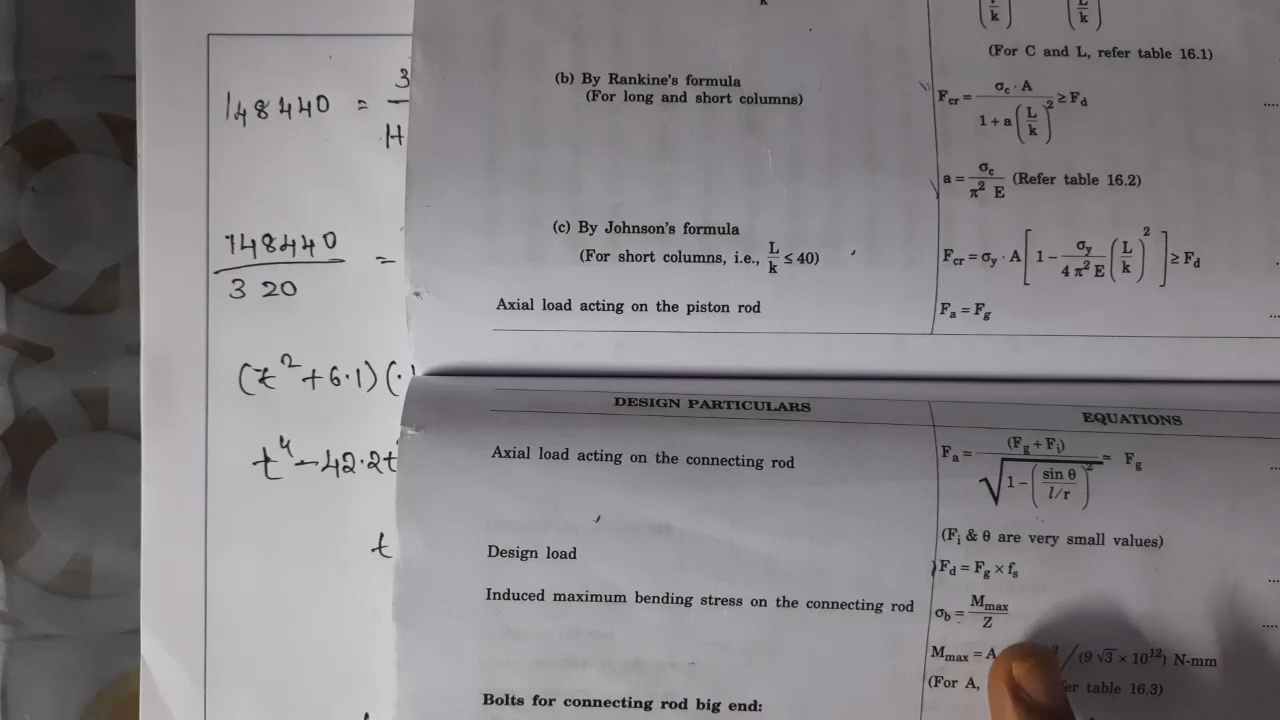 148440 = 3
H
148440
3 20 =
(t² + 6.1) (.
t⁴ - 42.2t
t
(For C and L, refer table 16.1)
(b) By Rankine's formula
(For long and short columns)
F_cr = σ_c · A / (1 + a (L/k)²) ≥ F_d
a = σ_c / (π² E) (Refer table 16.2)
(c) By Johnson's formula
(For short columns, i.e., L/k ≤ 40)
F_cr = σ_y · A [1 - σ_y / (4 π² E) (L/k)²] ≥ F_d
Axial load acting on the piston rod
F_a = F_g
DESIGN PARTICULARS
EQUATIONS
Axial load acting on the connecting rod
F_a = (F_g + F_i) / √(1 - (sin θ / (l/r))²) = F_g
(F_i & θ are very small values)
Design load
F_d = F_g × f_s
Induced maximum bending stress on the connecting rod
σ_b = M_max / Z
M_max = A ² / (9 √3 × 10¹²) N-mm
(For A, table 16.3)
Bolts for connecting rod big end: